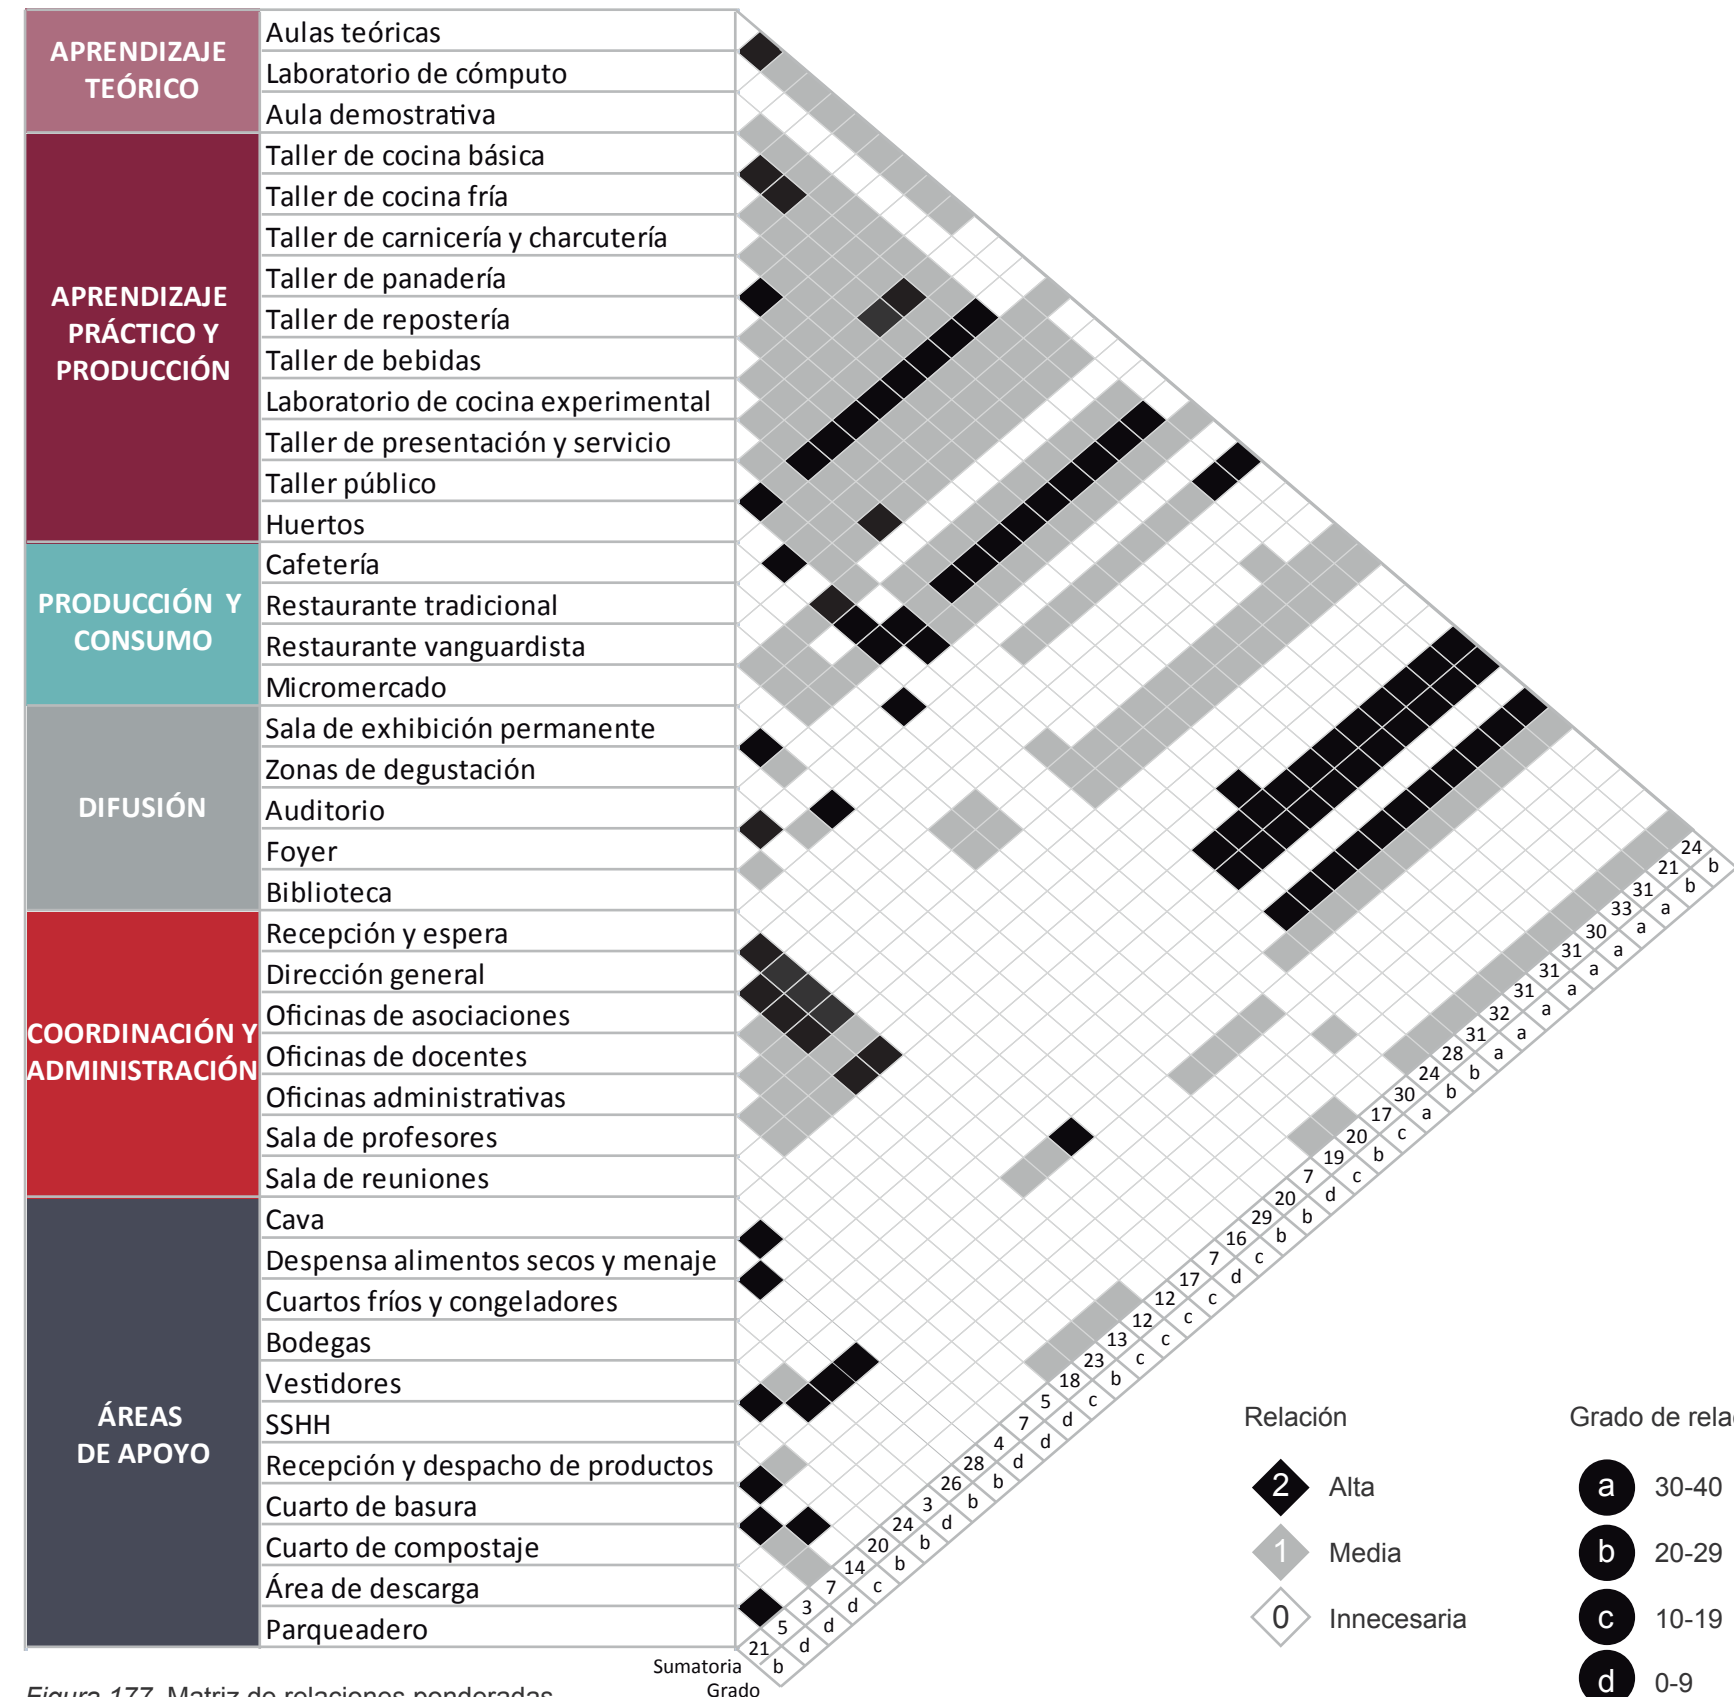 APRENDIZAJE
TEÓRICO
Aulas teóricas
Laboratorio de cómputo
Aula demostrativa
APRENDIZAJE
PRÁCTICO Y
PRODUCCIÓN
Taller de cocina básica
Taller de cocina fría
Taller de carnicería y charcutería
Taller de panadería
Taller de repostería
Taller de bebidas
Laboratorio de cocina experimental
Taller de presentación y servicio
Taller público
Huertos
PRODUCCIÓN Y
CONSUMO
Cafetería
Restaurante tradicional
Restaurante vanguardista
Micromercado
DIFUSIÓN
Sala de exhibición permanente
Zonas de degustación
Auditorio
Foyer
Biblioteca
COORDINACIÓN Y
ADMINISTRACIÓN
Recepción y espera
Dirección general
Oficinas de asociaciones
Oficinas de docentes
Oficinas administrativas
Sala de profesores
Sala de reuniones
ÁREAS
DE APOYO
Cava
Despensa alimentos secos y menaje
Cuartos fríos y congeladores
Bodegas
Vestidores
SSHH
Recepción y despacho de productos
Cuarto de basura
Cuarto de compostaje
Área de descarga
Parqueadero
24 b
21 b
31 a
33 a
30 a
31 a
31 a
31 a
32 a
31 a
28 b
24 b
30 a
17 c
20 b
19 c
7 d
20 b
29 b
16 c
7 d
17 c
12 c
12 c
13 c
23 b
18 c
5 d
7 d
4 d
28 b
26 b
3 d
24 b
20 b
14 c
7 d
3 d
5 d
21 b
Sumatoria
Grado
Relación
2 Alta
1 Media
0 Innecesaria
Grado de
a 30-40
b 20-29
c 10-19
d 0-9
Figura 177. Matriz de relaciones ponderadas